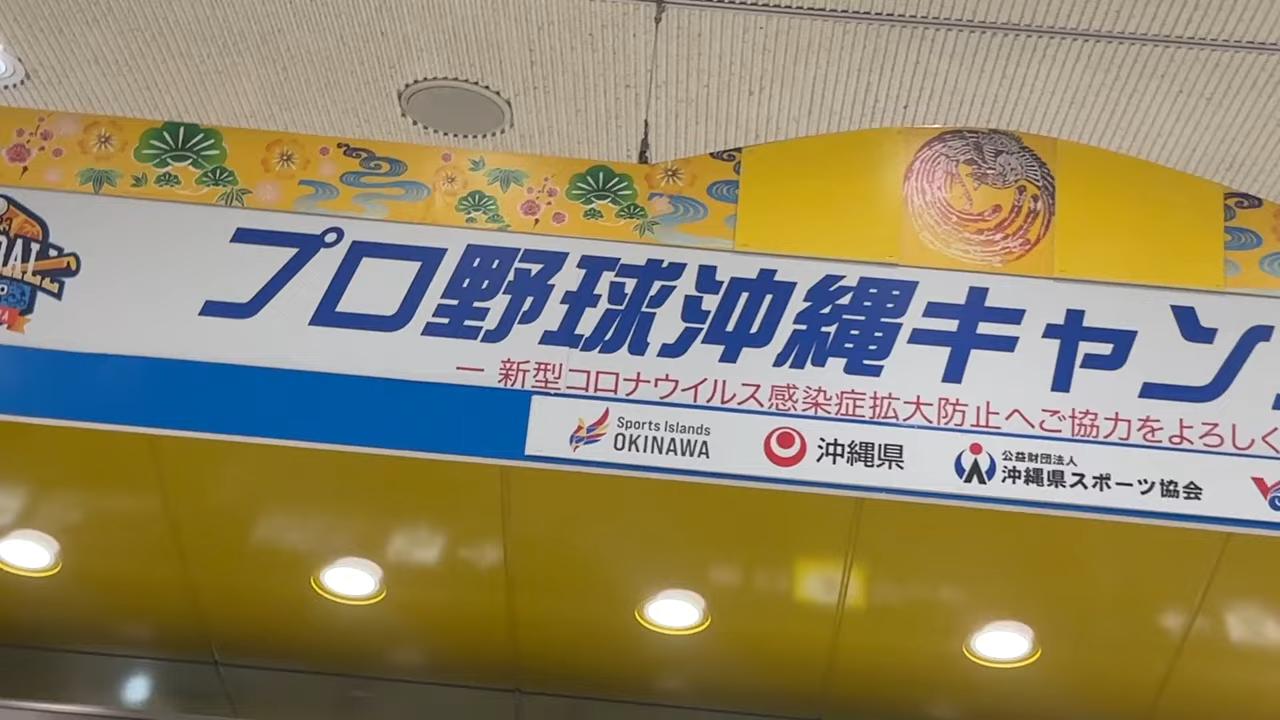 プロ野球沖縄キャン
― 新型コロナウイルス感染症拡大防止へご協力をよろしく
Sports Islands
OKINAWA
沖縄県
公益財団法人
沖縄県スポーツ協会